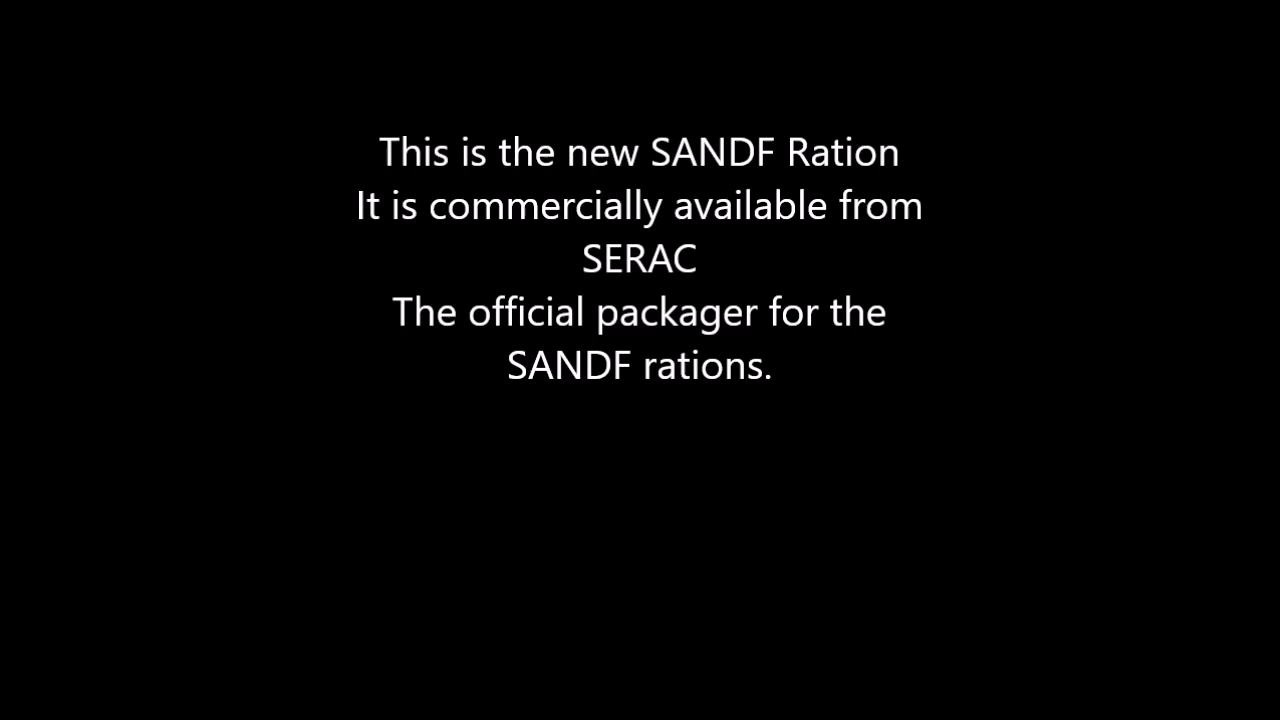 This is the new SANDF Ration
It is commercially available from
SERAC
The official packager for the
SANDF rations.